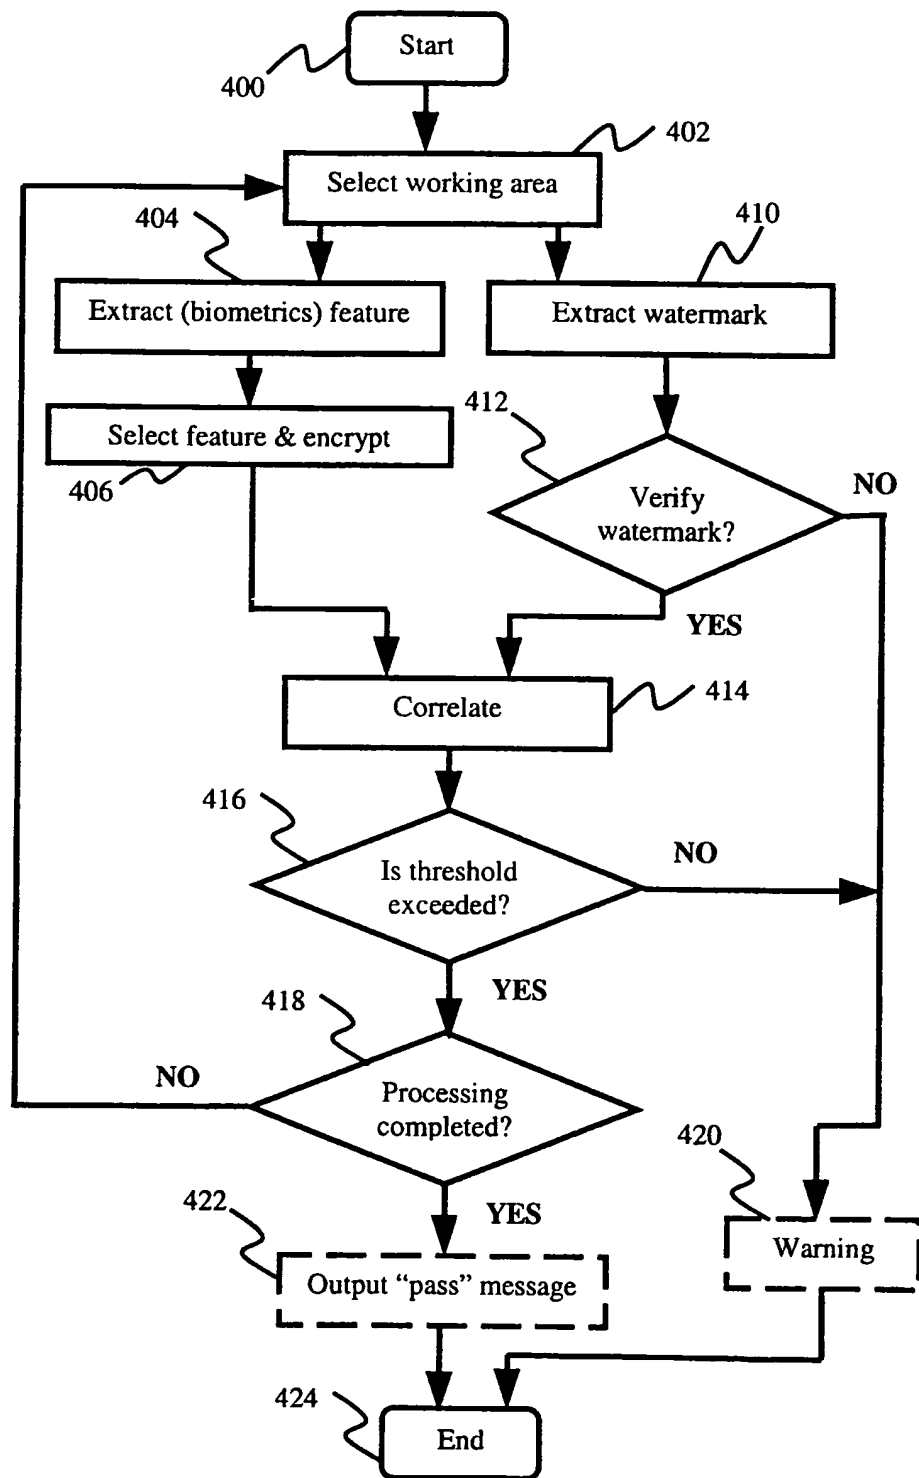 Start
400
402
Select working area
404
410
Extract (biometrics) feature
Extract watermark
412
Select feature & encrypt
406
NO
Verify
watermark?
YES
Correlate
414
416
NO
Is threshold
exceeded?
YES
418
NO
Processing
completed?
420
422
YES
Warning
Output “pass” message
424
End